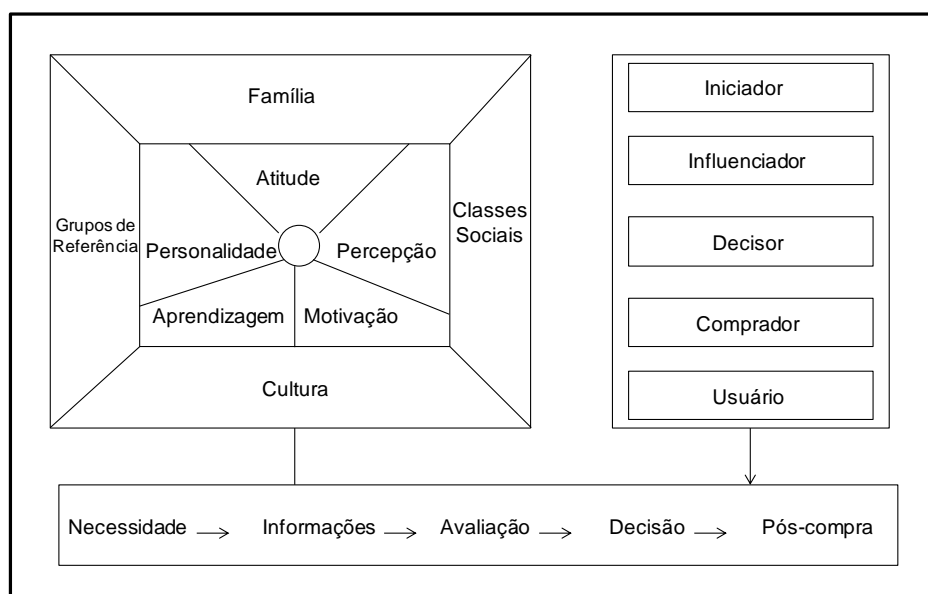 Família
Atitude
Grupos de
Referência
Personalidade
Percepção
Classes
Sociais
Aprendizagem
Motivação
Cultura
Iniciador
Influenciador
Decisor
Comprador
Usuário
Necessidade
Informações
Avaliação
Decisão
Pós-compra